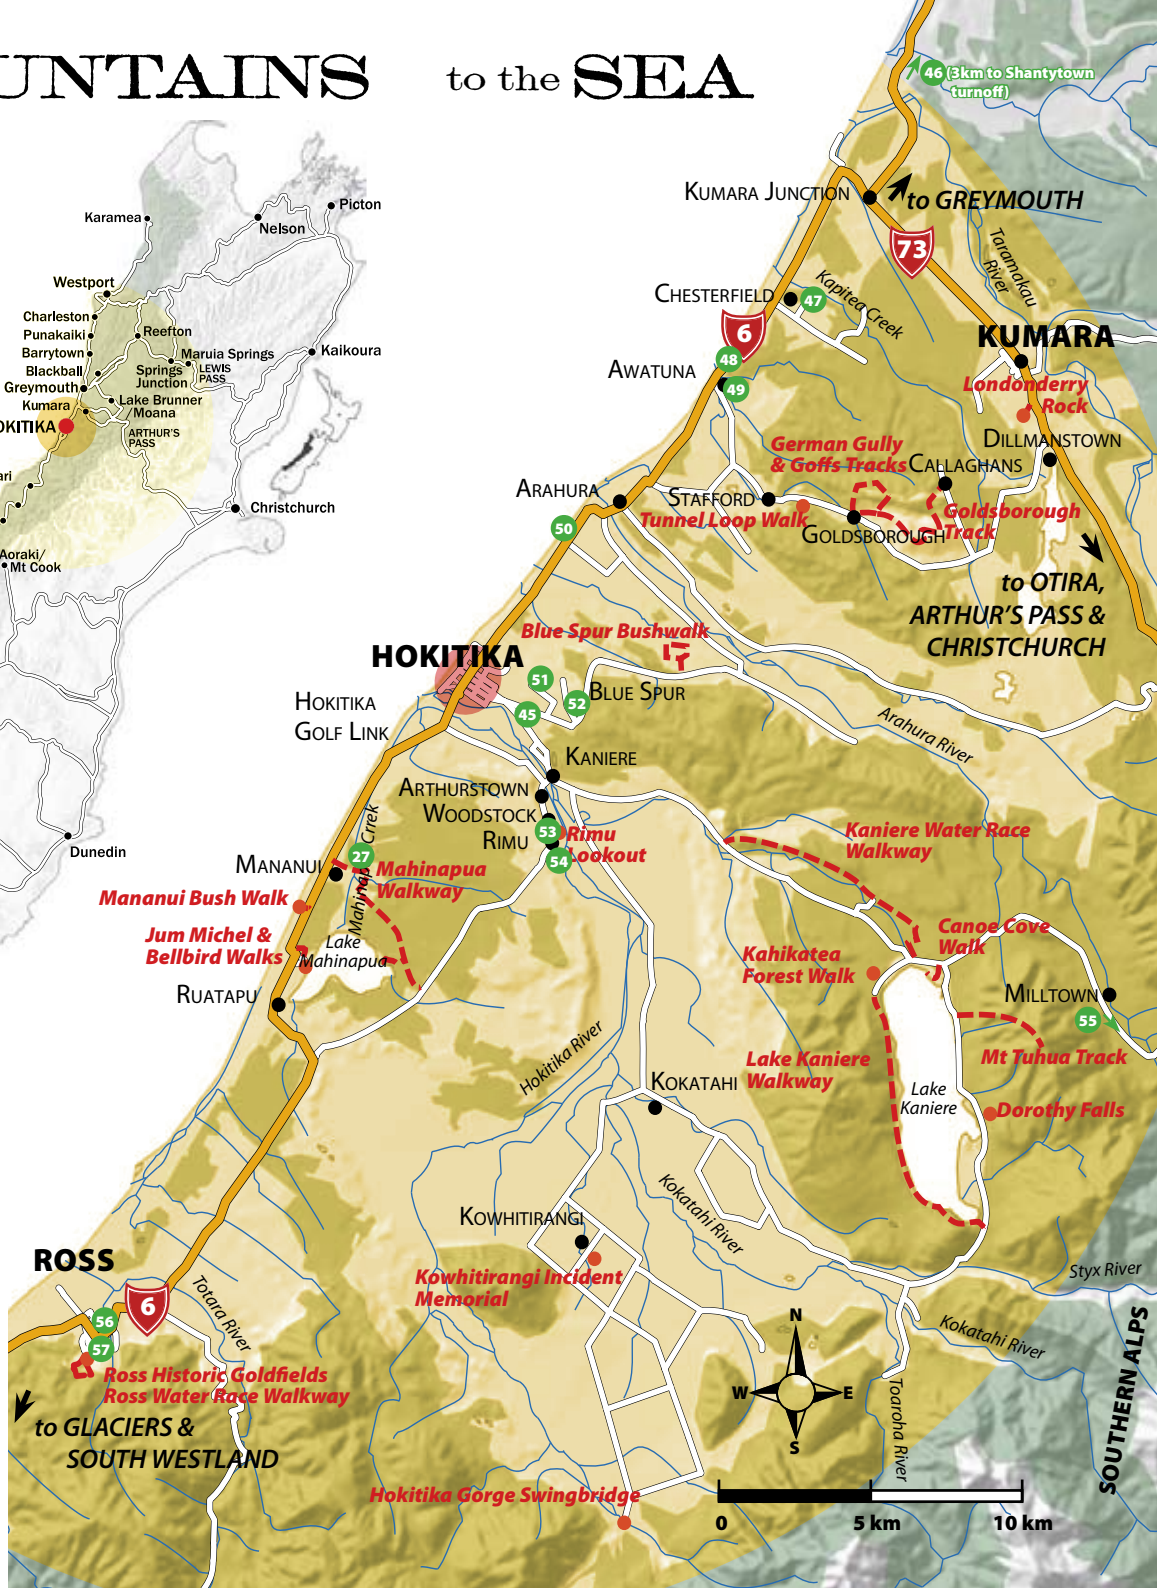 UNTAINS to the SEA
46 (3km to Shantytown
turnoff)
Karamea
Picton
Nelson
Westport
Charleston
Punakaiki
Barrytown
Blackball
Greymouth
Kumara
OKITIKA
Reefton
Maruia Springs
LEWIS
PASS
Springs
Junction
Lake Brunner
/Moana
ARTHUR'S
PASS
Kaikoura
Christchurch
ari
Aoraki/
Mt Cook
Dunedin
KUMARA JUNCTION
to GREYMOUTH
73
Taramakau
River
CHESTERFIELD
47
Kapitea Creek
6
48
AWATUNA
49
KUMARA
Londonderry
Rock
DILLMANSTOWN
German Gully
& Goffs Tracks
CALLAGHANS
ARAHURA
STAFFORD
Tunnel Loop Walk
GOLDSBOROUGH
Goldsborough
Track
50
to OTIRA,
ARTHUR'S PASS &
CHRISTCHURCH
Blue Spur Bushwalk
HOKITIKA
51
52
BLUE SPUR
45
HOKITIKA
GOLF LINK
Arahura River
KANIERE
ARTHURSTOWN
WOODSTOCK
RIMU
53
Rimu
Lookout
54
Kaniere Water Race
Walkway
Mahinap Crrek
MANANUI
27
Mahinapua
Walkway
Mananui Bush Walk
Jum Michel &
Bellbird Walks
Lake
Mahinapua
RUATAPU
Canoe Cove
Walk
Kahikatea
Forest Walk
MILLTOWN
55
Mt Tuhua Track
Hokitika River
Lake Kaniere
Walkway
KOKATAHI
Lake
Kaniere
Dorothy Falls
Kokatahi River
KOWHITIRANGI
Kowhitirangi Incident
Memorial
Styx River
Kokatahi River
ROSS
6
Totara River
56
57
Ross Historic Goldfields
Ross Water Race Walkway
to GLACIERS &
SOUTH WESTLAND
N
W
E
S
Toaroha River
SOUTHERN ALPS
Hokitika Gorge Swingbridge
0
5 km
10 km